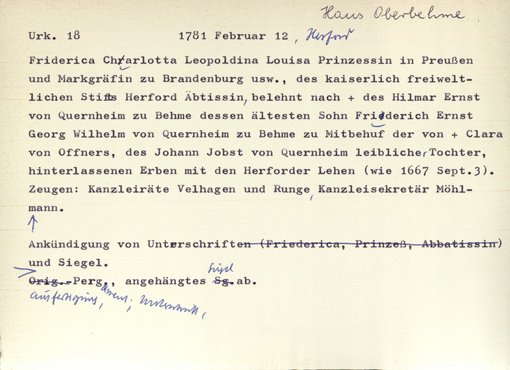 Haus Oberbehme
Urk. 18 1781 Februar 12, Herford
Friderica Charlotta Leopoldina Louisa Prinzessin in Preußen
und Markgräfin zu Brandenburg usw., des kaiserlich freiwelt-
lichen Stifts Herford Äbtissin, belehnt nach + des Hilmar Ernst
von Quernheim zu Behme dessen ältesten Sohn Friderich Ernst
Georg Wilhelm von Quernheim zu Behme zu Mitbehuf der von + Clara
von Offners, des Johann Jobst von Quernheim leibliche, Tochter,
hinterlassenen Erben mit den Herforder Lehen (wie 1667 Sept.3).
Zeugen: Kanzleiräte Velhagen und Runge, Kanzleisekretär Möhl-
mann.
Ankündigung von Unterschriften (Friederica, Prinzeß, Abbatissin)
und Siegel.
Siegel
Orig.-Perg., angehängtes Sg.ab.
Ausfertigung,